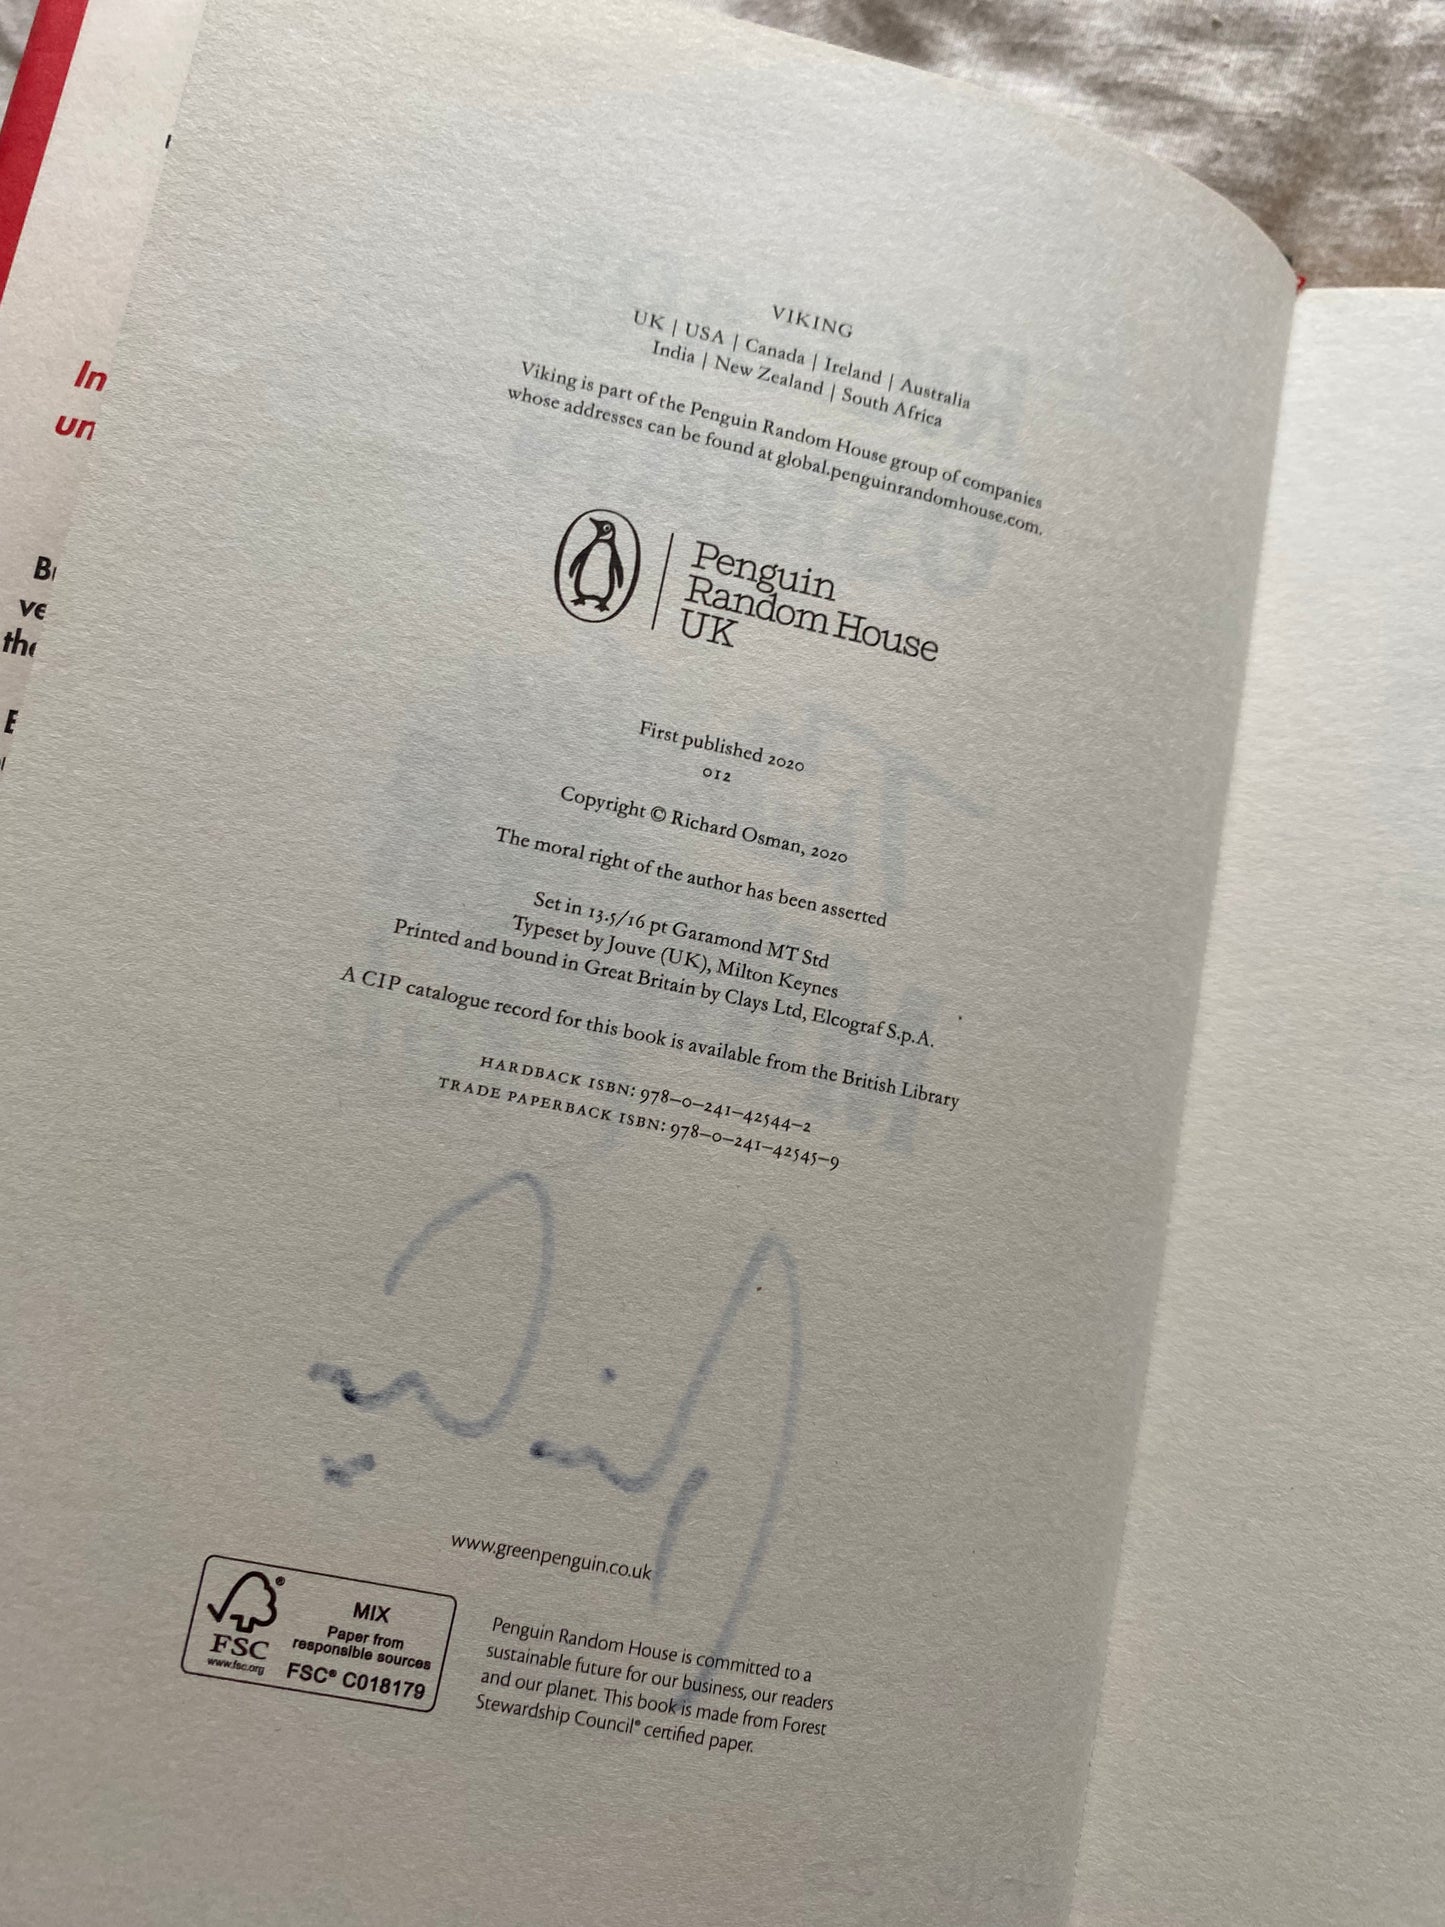 VIKING
UK | USA | Canada | Ireland | Australia
India | New Zealand | South Africa
Viking is part of the Penguin Random House group of companies
whose addresses can be found at global.penguinrandomhouse.com.
Penguin
Random House
UK
First published 2020
012
Copyright © Richard Osman, 2020
The moral right of the author has been asserted
Set in 13.5/16 pt Garamond MT Std
Typeset by Jouve (UK), Milton Keynes
Printed and bound in Great Britain by Clays Ltd, Elcograf S.p.A.
A CIP catalogue record for this book is available from the British Library
HARDBACK ISBN: 978–0–241–42544–2
TRADE PAPERBACK ISBN: 978–0–241–42545–9
www.greenpenguin.co.uk
FSC
www.fsc.org
MIX
Paper from
responsible sources
FSC® C018179
Penguin Random House is committed to a
sustainable future for our business, our readers
and our planet. This book is made from Forest
Stewardship Council® certified paper.
In
un
ve